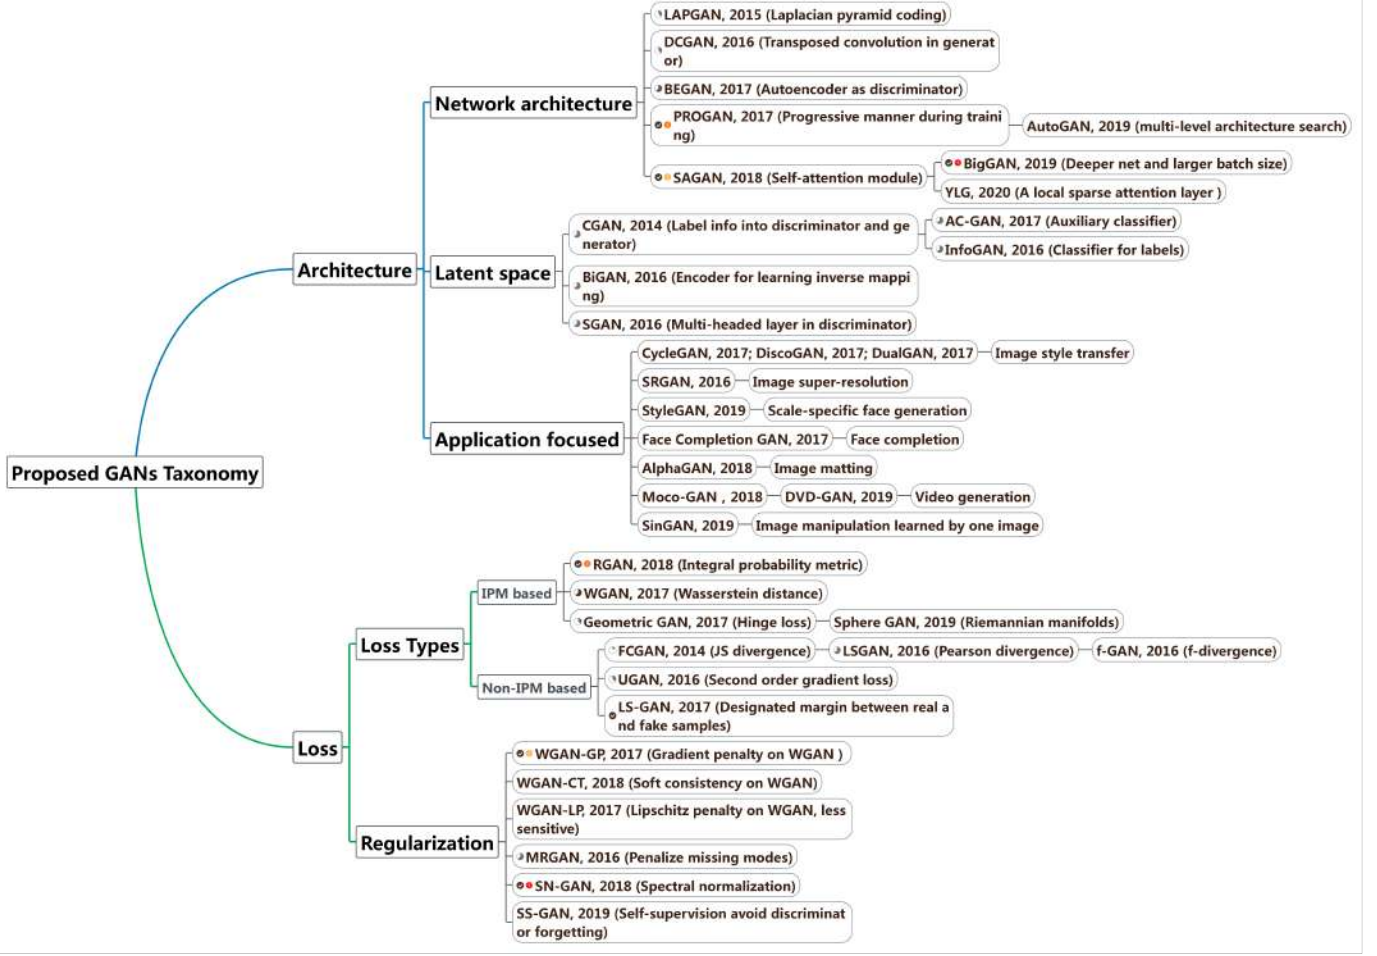 LAPGAN, 2015 (Laplacian pyramid coding)
DCGAN, 2016 (Transposed convolution in generat
or)
BEGAN, 2017 (Autoencoder as discriminator)
Network architecture
PROGAN, 2017 (Progressive manner during traini
ng)
AutoGAN, 2019 (multi-level architecture search)
SAGAN, 2018 (Self-attention module)
BigGAN, 2019 (Deeper net and larger batch size)
YLG, 2020 (A local sparse attention layer )
CGAN, 2014 (Label info into discriminator and ge
nerator)
AC-GAN, 2017 (Auxiliary classifier)
InfoGAN, 2016 (Classifier for labels)
Architecture
Latent space
BiGAN, 2016 (Encoder for learning inverse mappi
ng)
SGAN, 2016 (Multi-headed layer in discriminator)
CycleGAN, 2017; DiscoGAN, 2017; DualGAN, 2017
Image style transfer
SRGAN, 2016
Image super-resolution
StyleGAN, 2019
Scale-specific face generation
Application focused
Face Completion GAN, 2017
Face completion
AlphaGAN, 2018
Image matting
Moco-GAN , 2018
DVD-GAN, 2019
Video generation
SinGAN, 2019
Image manipulation learned by one image
Proposed GANs Taxonomy
RGAN, 2018 (Integral probability metric)
IPM based
WGAN, 2017 (Wasserstein distance)
Geometric GAN, 2017 (Hinge loss)
Sphere GAN, 2019 (Riemannian manifolds)
Loss Types
FCGAN, 2014 (JS divergence)
LSGAN, 2016 (Pearson divergence)
f-GAN, 2016 (f-divergence)
Non-IPM based
UGAN, 2016 (Second order gradient loss)
LS-GAN, 2017 (Designated margin between real a
nd fake samples)
Loss
WGAN-GP, 2017 (Gradient penalty on WGAN )
WGAN-CT, 2018 (Soft consistency on WGAN)
WGAN-LP, 2017 (Lipschitz penalty on WGAN, less
sensitive)
Regularization
MRGAN, 2016 (Penalize missing modes)
SN-GAN, 2018 (Spectral normalization)
SS-GAN, 2019 (Self-supervision avoid discriminat
or forgetting)